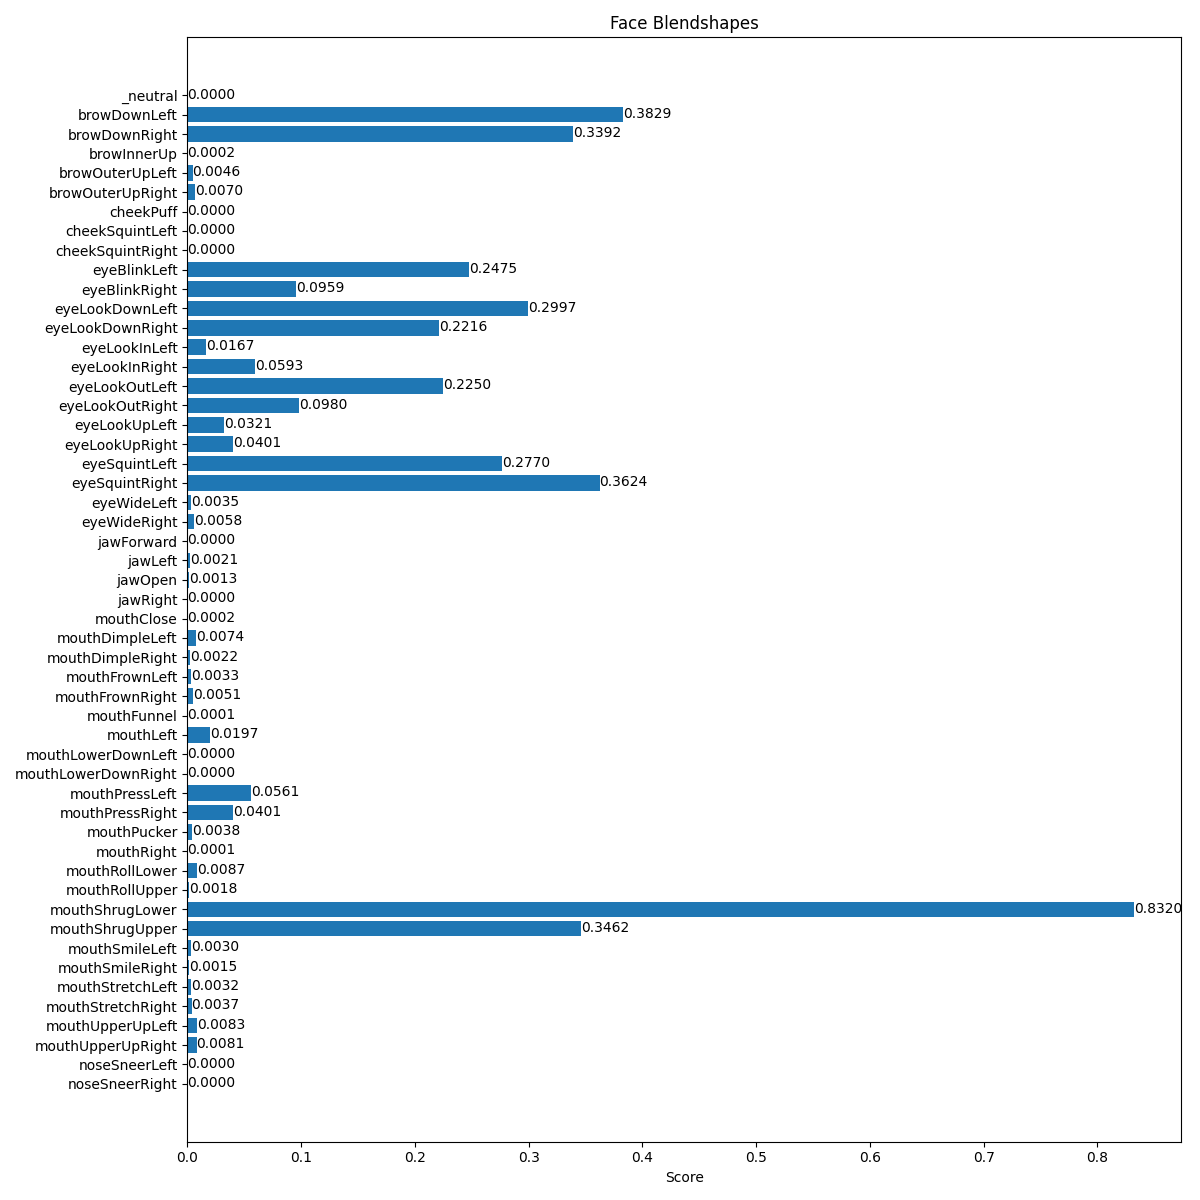 Face Blendshapes
_neutral 0.0000
browDownLeft 0.3829
browDownRight 0.3392
browInnerUp 0.0002
browOuterUpLeft 0.0046
browOuterUpRight 0.0070
cheekPuff 0.0000
cheekSquintLeft 0.0000
cheekSquintRight 0.0000
eyeBlinkLeft 0.2475
eyeBlinkRight 0.0959
eyeLookDownLeft 0.2997
eyeLookDownRight 0.2216
eyeLookInLeft 0.0167
eyeLookInRight 0.0593
eyeLookOutLeft 0.2250
eyeLookOutRight 0.0980
eyeLookUpLeft 0.0321
eyeLookUpRight 0.0401
eyeSquintLeft 0.2770
eyeSquintRight 0.3624
eyeWideLeft 0.0035
eyeWideRight 0.0058
jawForward 0.0000
jawLeft 0.0021
jawOpen 0.0013
jawRight 0.0000
mouthClose 0.0002
mouthDimpleLeft 0.0074
mouthDimpleRight 0.0022
mouthFrownLeft 0.0033
mouthFrownRight 0.0051
mouthFunnel 0.0001
mouthLeft 0.0197
mouthLowerDownLeft 0.0000
mouthLowerDownRight 0.0000
mouthPressLeft 0.0561
mouthPressRight 0.0401
mouthPucker 0.0038
mouthRight 0.0001
mouthRollLower 0.0087
mouthRollUpper 0.0018
mouthShrugLower 0.8320
mouthShrugUpper 0.3462
mouthSmileLeft 0.0030
mouthSmileRight 0.0015
mouthStretchLeft 0.0032
mouthStretchRight 0.0037
mouthUpperUpLeft 0.0083
mouthUpperUpRight 0.0081
noseSneerLeft 0.0000
noseSneerRight 0.0000
0.0 0.1 0.2 0.3 0.4 0.5 0.6 0.7 0.8
Score